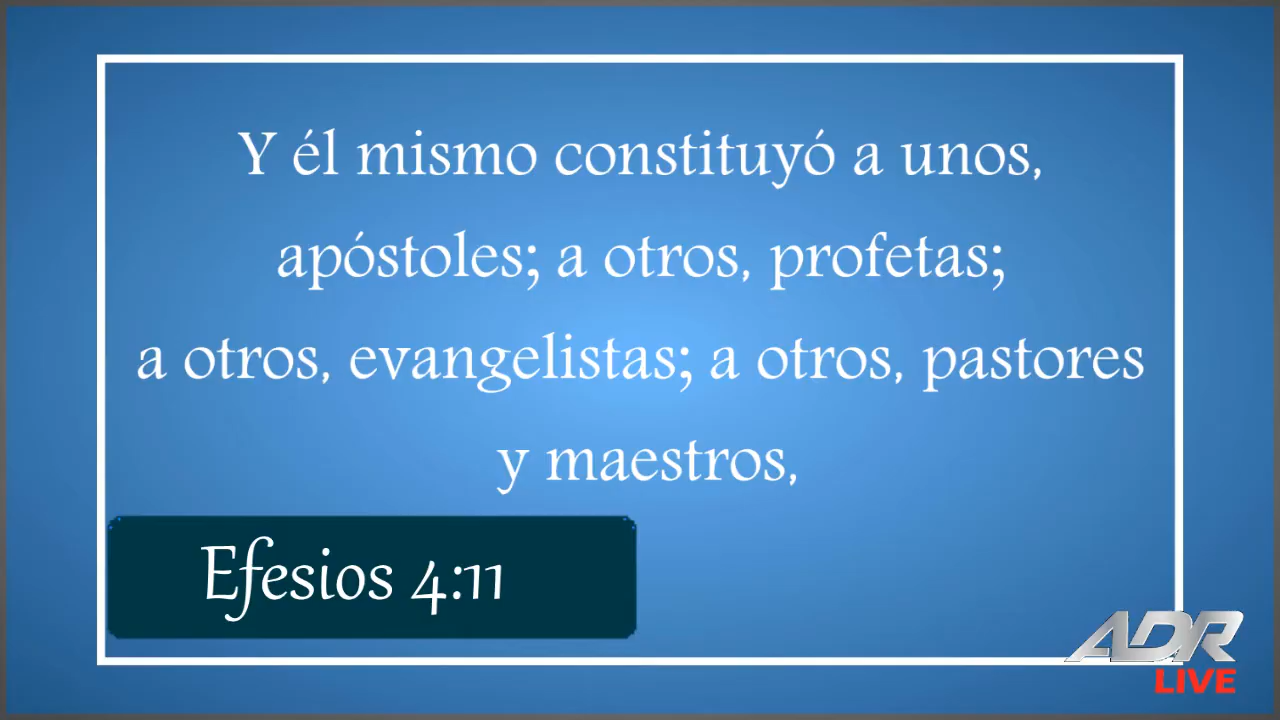 Y él mismo constituyó a unos,
apóstoles; a otros, profetas;
a otros, evangelistas; a otros, pastores
y maestros,
Efesios 4:11
ADR
LIVE